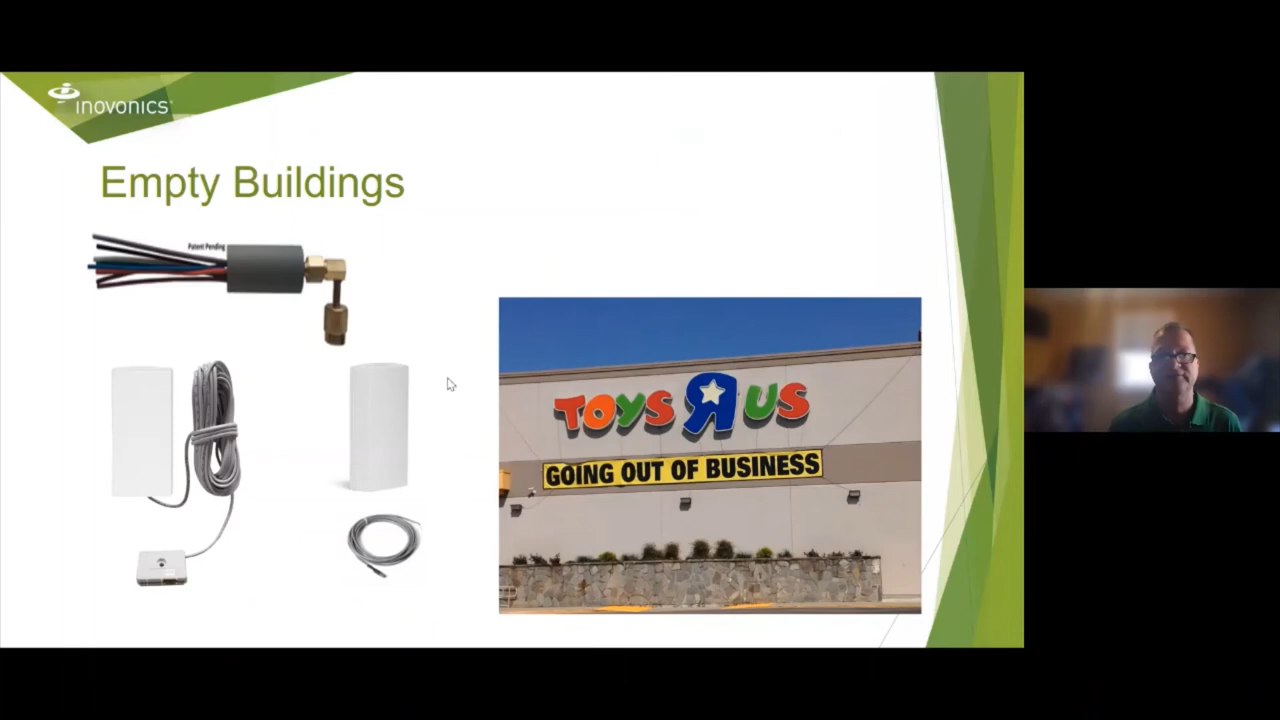 inovonics
Empty Buildings
Patent Pending
TOYS R US
GOING OUT OF BUSINESS